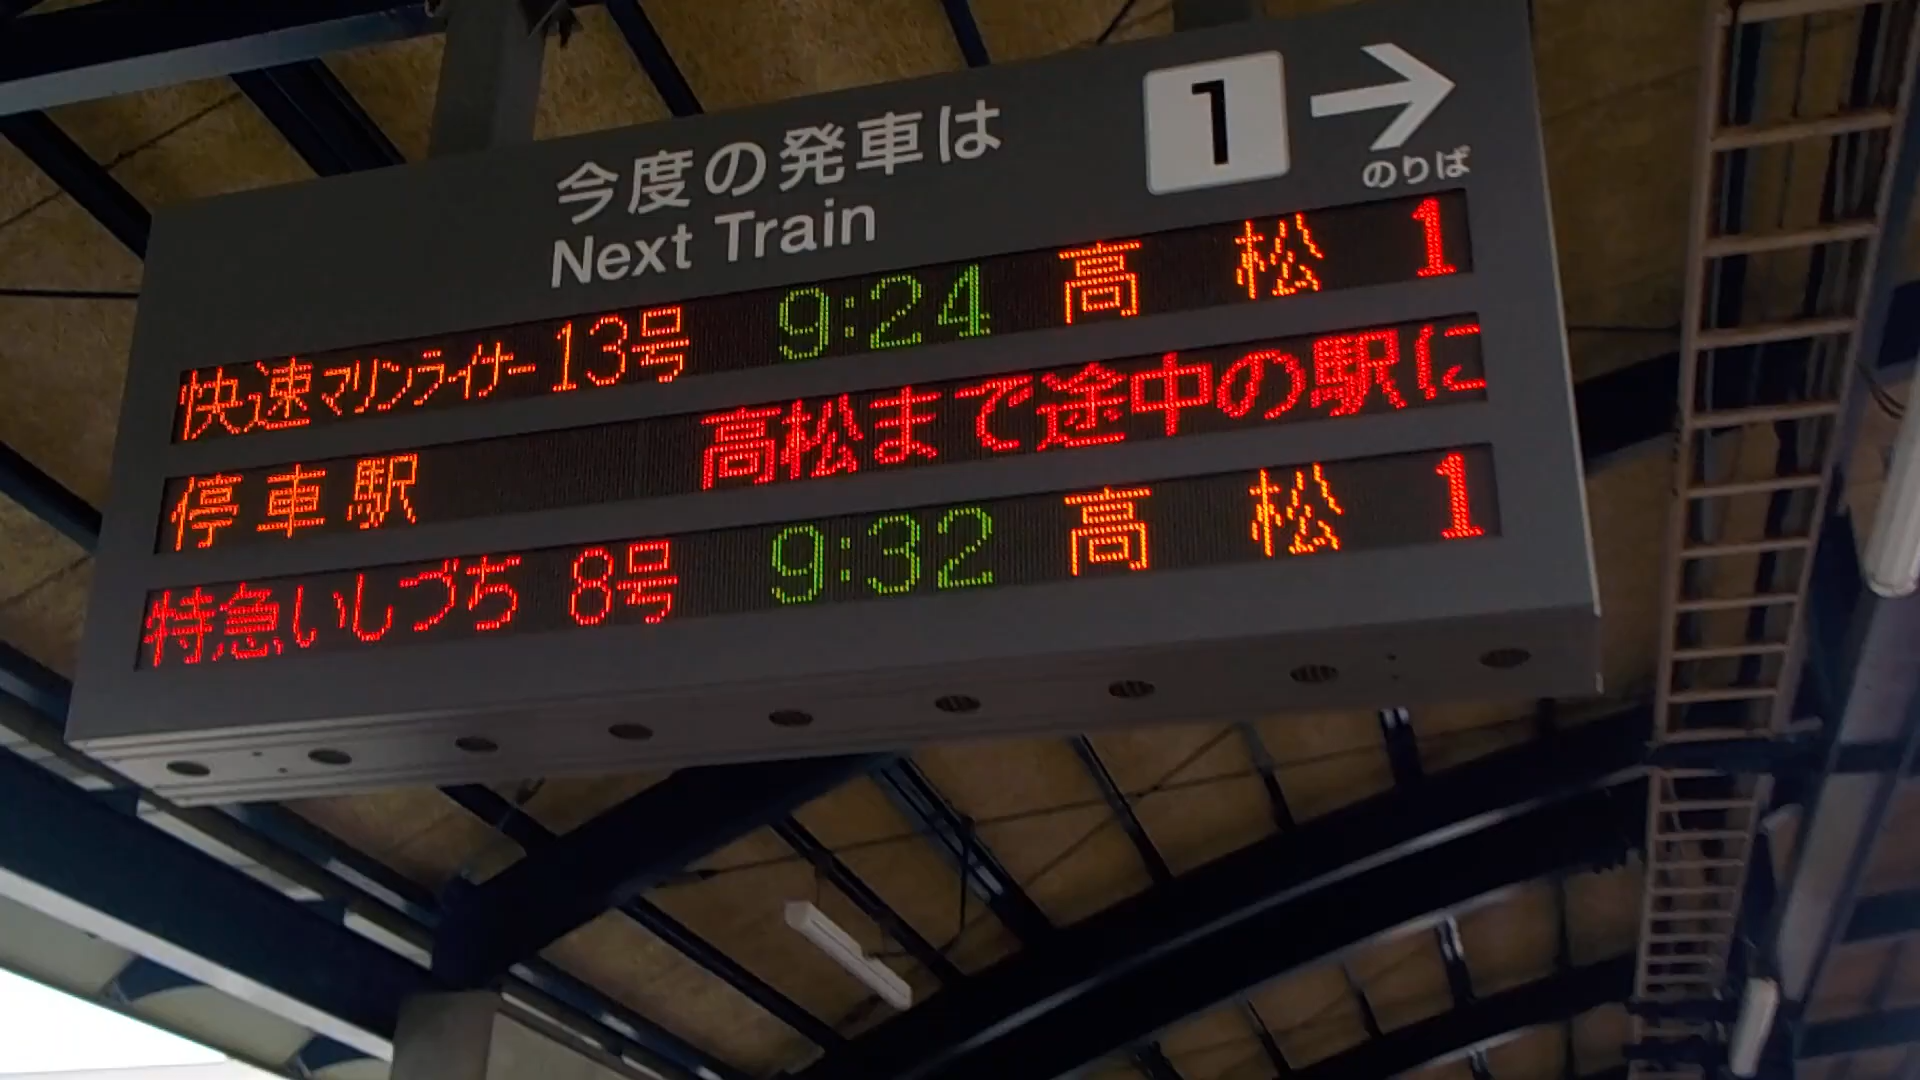 今度の発車は
Next Train
1 →
のりば
快速マリンライナー 13号 9:24 高松 1
停車駅 高松まで途中の駅に
特急いしづち 8号 9:32 高松 1